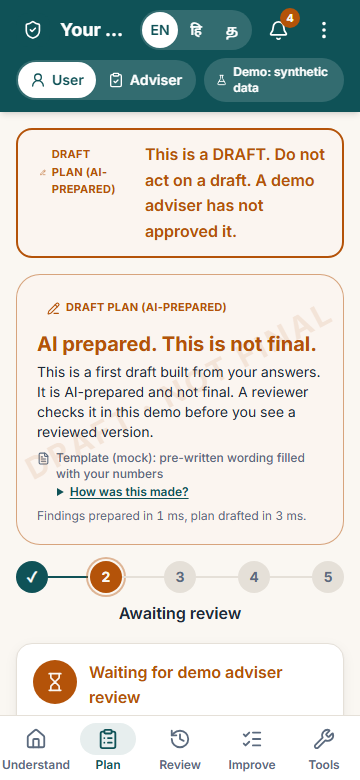 Your ...
EN
हि
த
4
User
Adviser
Demo: synthetic
data
DRAFT
PLAN (AI-
PREPARED)
This is a DRAFT. Do not
act on a draft. A demo
adviser has not
approved it.
DRAFT PLAN (AI-PREPARED)
AI prepared. This is not final.
This is a first draft built from your answers.
It is AI-prepared and not final. A reviewer
checks it in this demo before you see a
reviewed version.
DRAFT - NOT FINAL
Template (mock): pre-written wording filled
with your numbers
How was this made?
Findings prepared in 1 ms, plan drafted in 3 ms.
2
3
4
5
Awaiting review
Waiting for demo adviser
review
Understand
Plan
Review
Improve
Tools